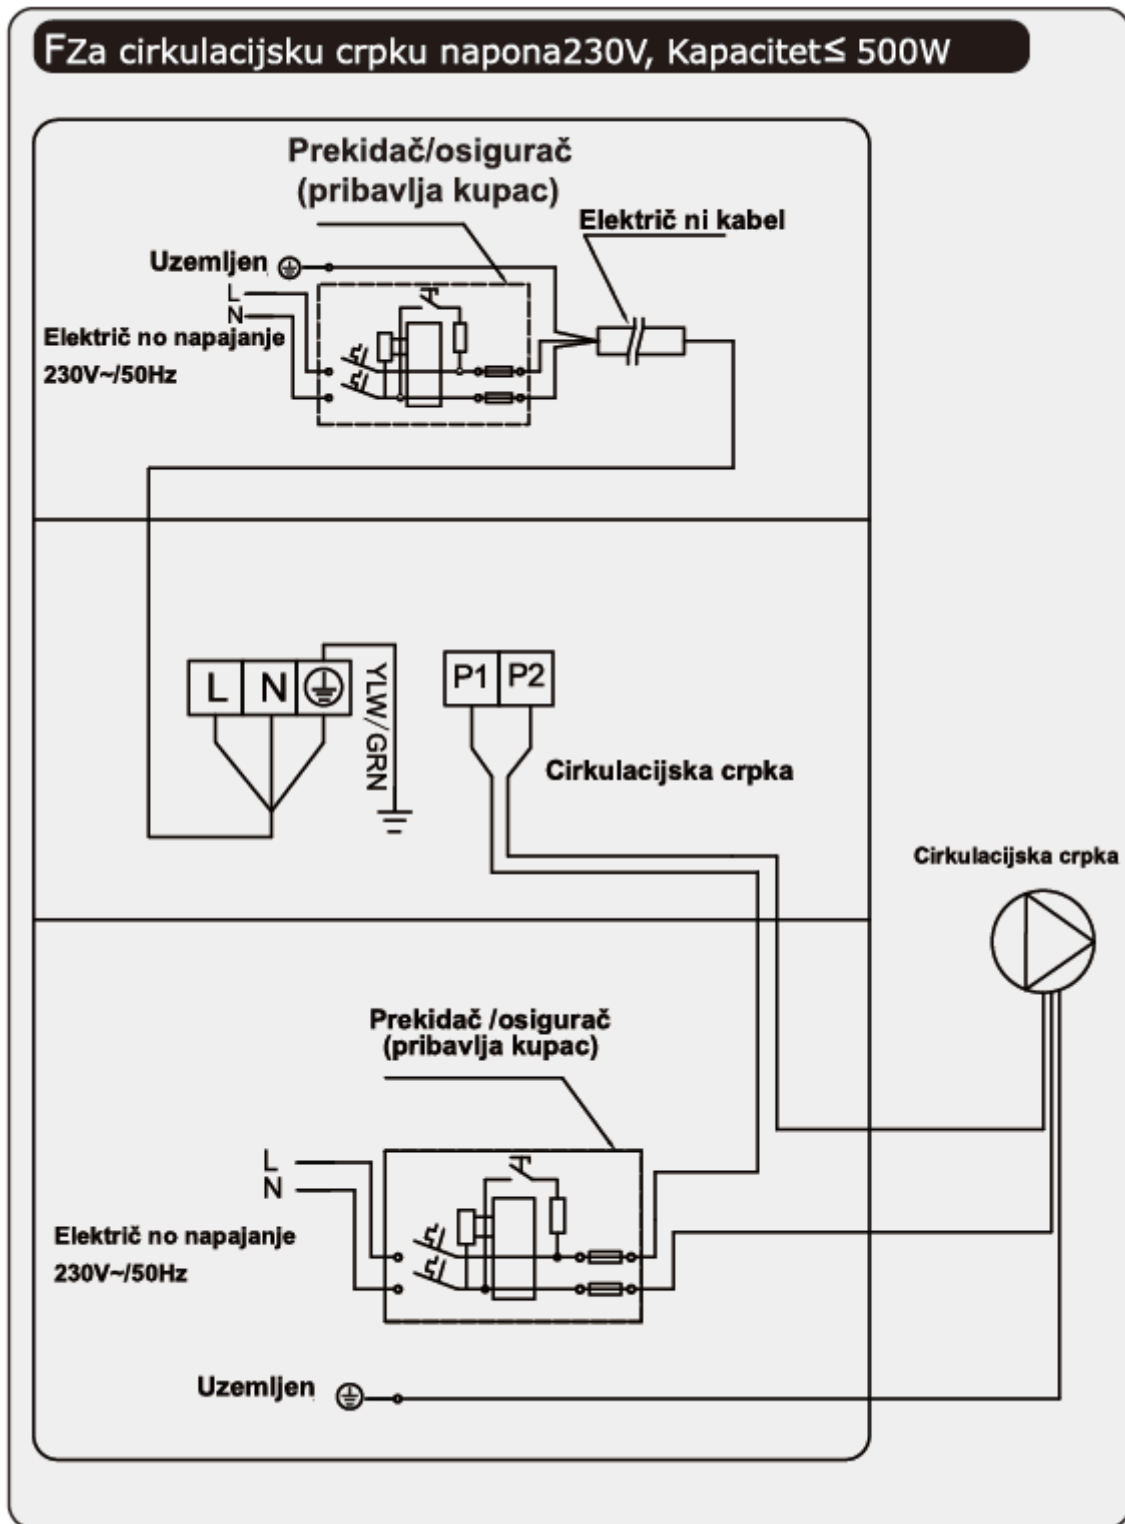 FZa cirkulacijsku crpku napona230V, Kapacitet≤ 500W
Prekidač/osigurač
(pribavlja kupac)
Električ ni kabel
Uzemljen
L
N
Električ no napajanje
230V~/50Hz
L N
YLW/GRN
P1 P2
Cirkulacijska crpka
Cirkulacijska crpka
Prekidač /osigurač
(pribavlja kupac)
L
N
Električ no napajanje
230V~/50Hz
Uzemljen